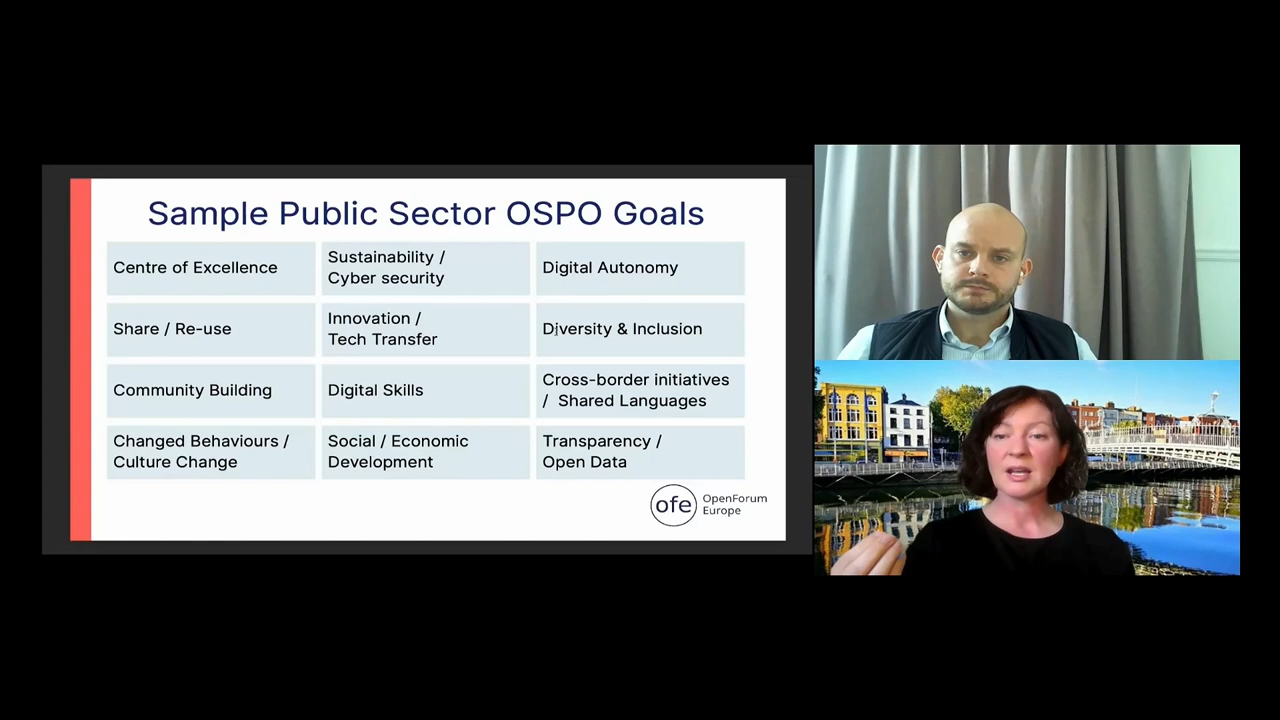 Sample Public Sector OSPO Goals
Centre of Excellence
Sustainability /
Cyber security
Digital Autonomy
Share / Re-use
Innovation /
Tech Transfer
Diversity & Inclusion
Community Building
Digital Skills
Cross-border initiatives
/ Shared Languages
Changed Behaviours /
Culture Change
Social / Economic
Development
Transparency /
Open Data
ofe
OpenForum
Europe